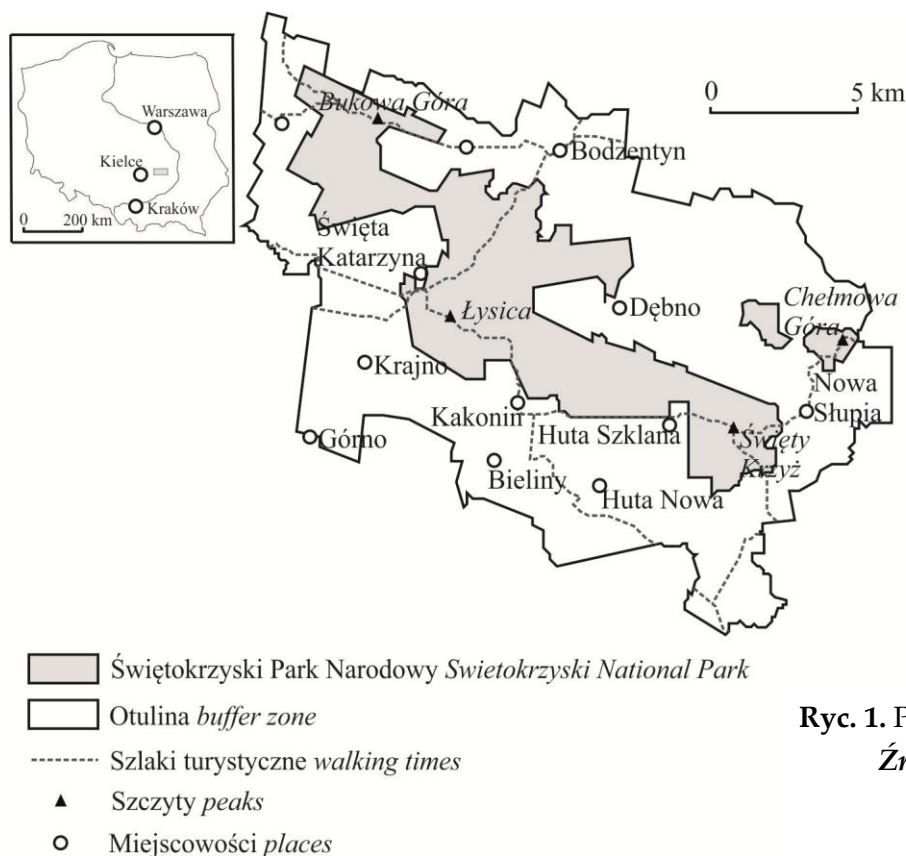 Warszawa
Kielce
Kraków
0 200 km
0 5 km
Bukowa Góra
Bodzentyn
Święta
Katarzyna
Łysica
Dębno
Chełmowa
Góra
Krajno
Nowa
Słupia
Kakonin
Huta Szklana
Święty
Krzyż
Górno
Bieliny
Huta Nowa
Świętokrzyski Park Narodowy Swietokrzyski National Park
Otulina buffer zone
Szlaki turystyczne walking times
Szczyty peaks
Miejscowości places
Ryc. 1. P